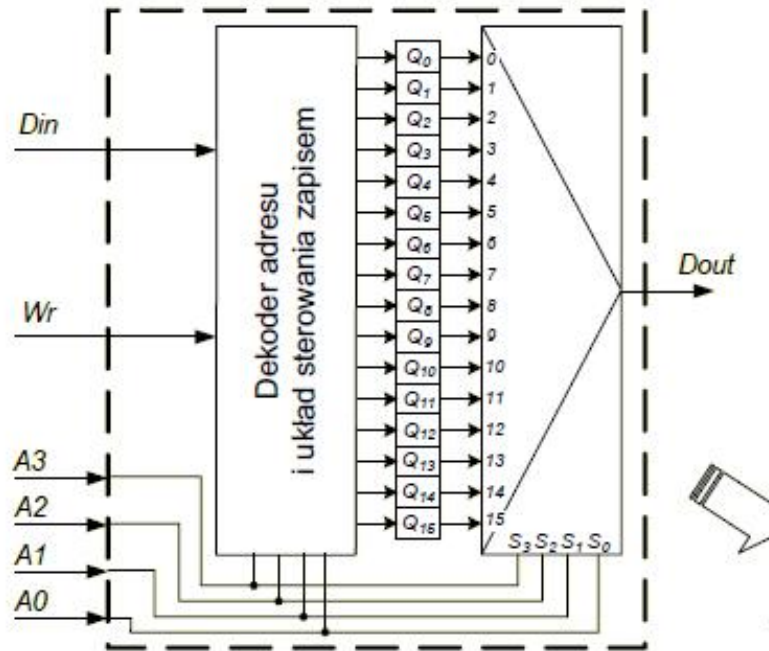 Din
Wr
A3
A2
A1
A0
Dekoder adresu
i układ sterowania zapisem
Q0
Q1
Q2
Q3
Q4
Q5
Q6
Q7
Q8
Q9
Q10
Q11
Q12
Q13
Q14
Q15
0
1
2
3
4
5
6
7
8
9
10
11
12
13
14
15
S3 S2 S1 S0
Dout